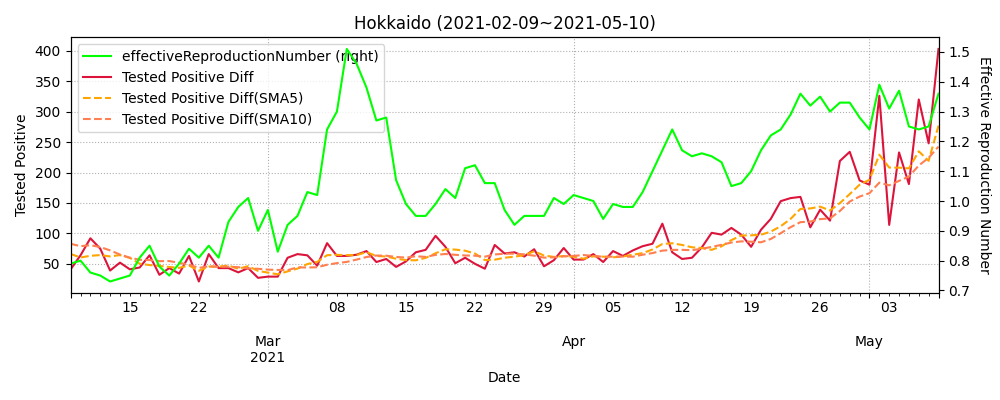 Hokkaido (2021-02-09~2021-05-10)
effectiveReproductionNumber (right)
Tested Positive Diff
Tested Positive Diff(SMA5)
Tested Positive Diff(SMA10)
Tested Positive
400
350
300
250
200
150
100
50
1.5
1.4
1.3
1.2
1.1
1.0
0.9
0.8
0.7
Effective Reproduction Number
15 22 08 15 22 29 05 12 19 26 03
Mar Apr May
2021
Date